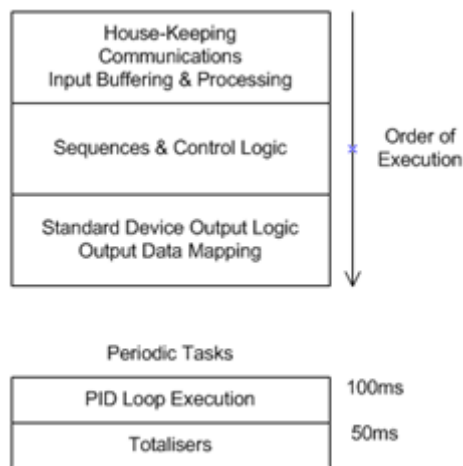 House-Keeping
Communications
Input Buffering & Processing
Sequences & Control Logic
Order of
Execution
Standard Device Output Logic
Output Data Mapping
Periodic Tasks
PID Loop Execution
100ms
Totalisers
50ms